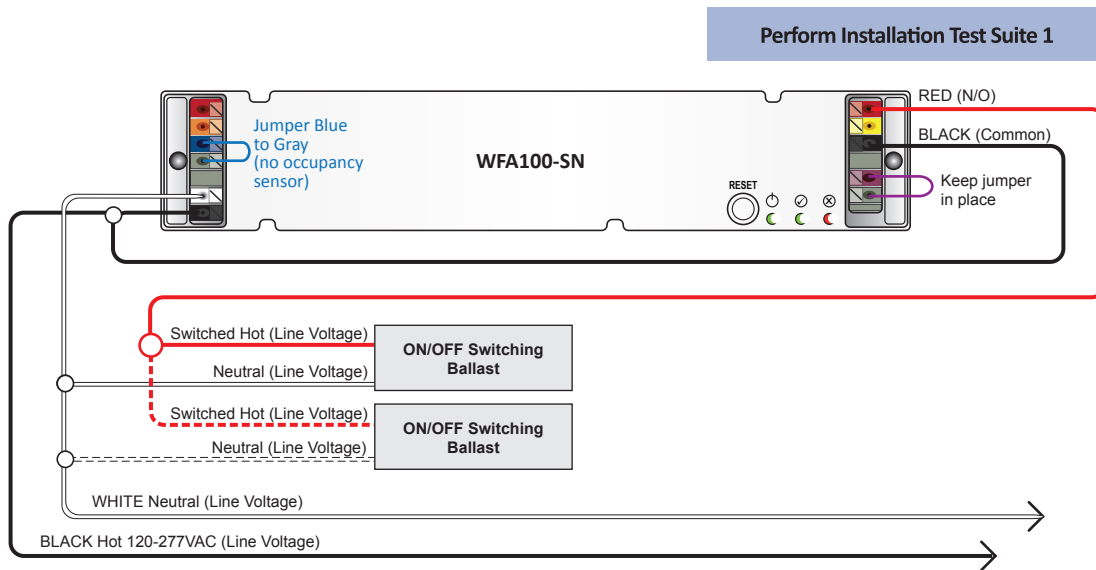 Perform Installation Test Suite 1
RED (N/O)
Jumper Blue
to Gray
(no occupancy
sensor)
WFA100-SN
BLACK (Common)
RESET
Keep jumper
in place
Switched Hot (Line Voltage)
ON/OFF Switching
Ballast
Neutral (Line Voltage)
Switched Hot (Line Voltage)
ON/OFF Switching
Ballast
Neutral (Line Voltage)
WHITE Neutral (Line Voltage)
BLACK Hot 120-277VAC (Line Voltage)